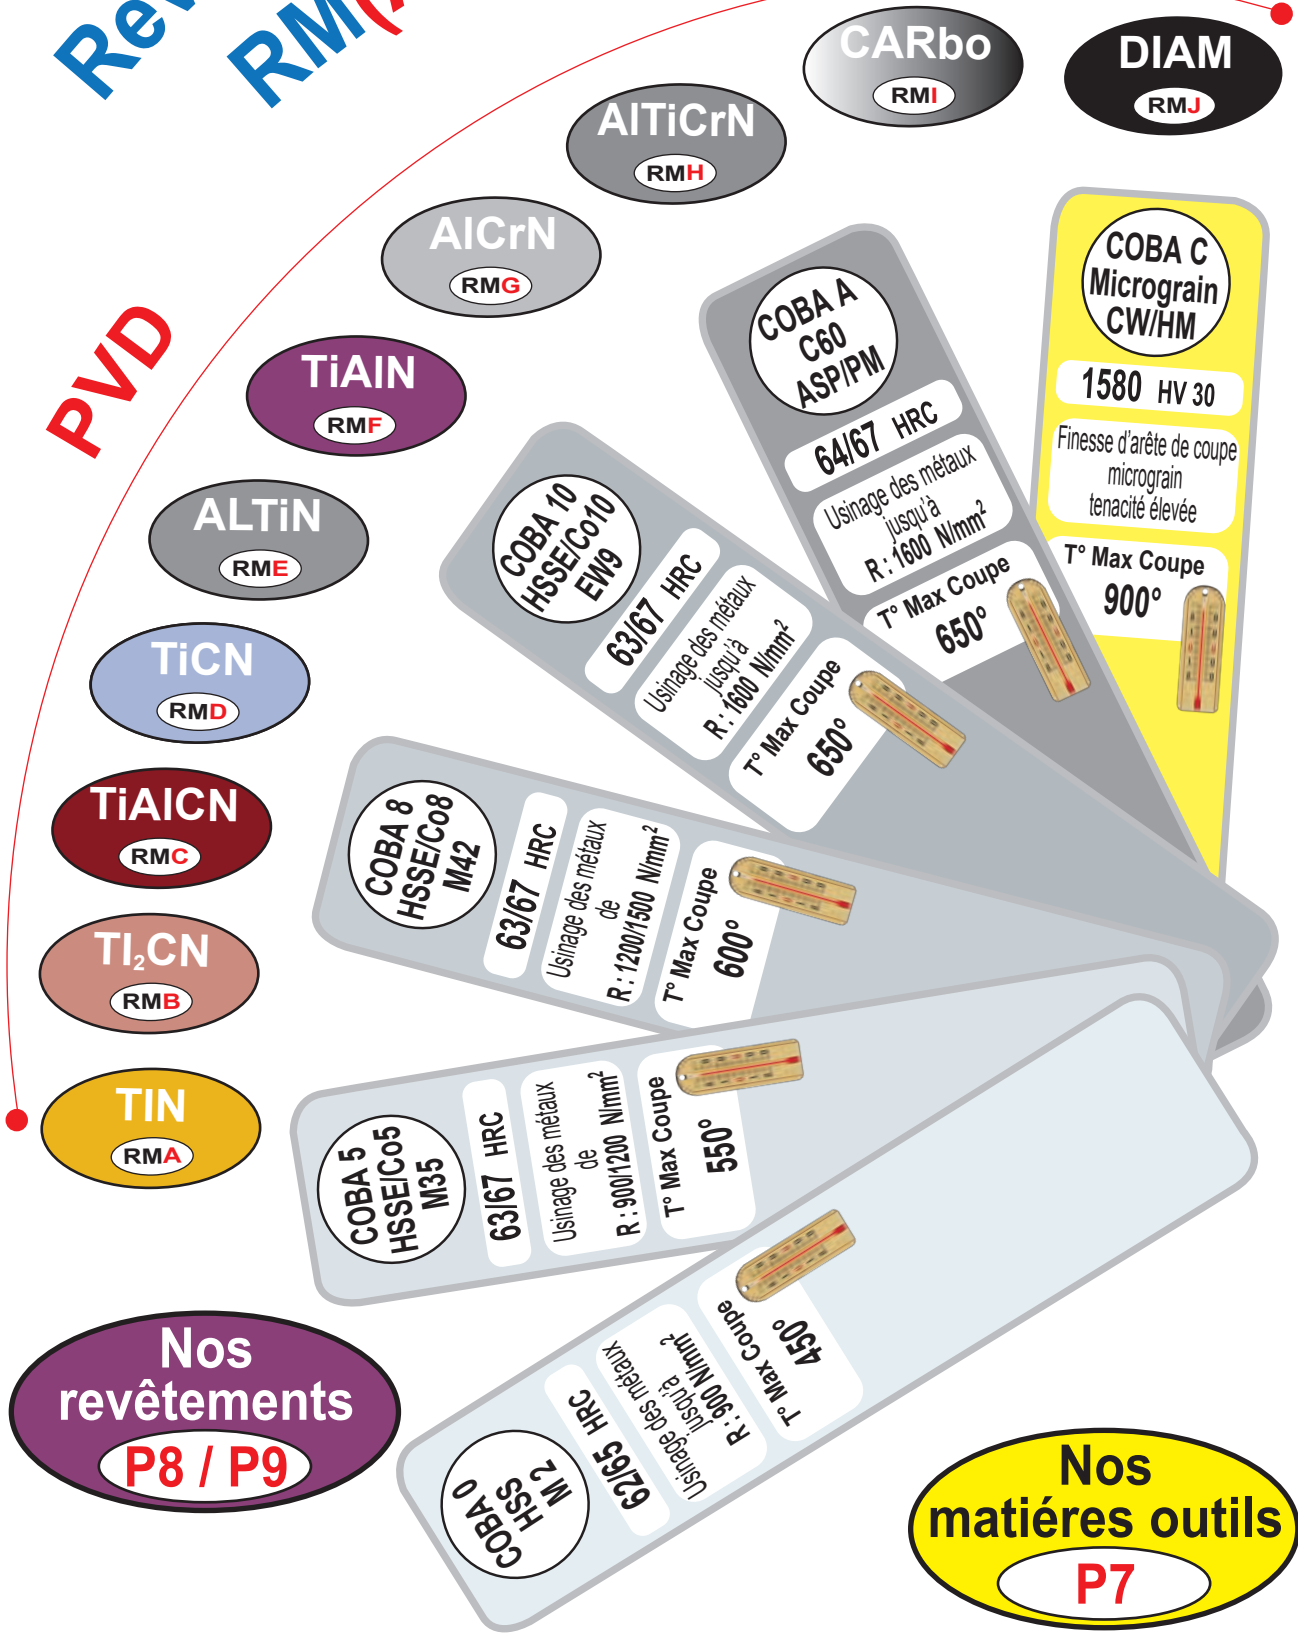 Rev
RM(
PVD
CARbo
RMI
DIAM
RMJ
AlTiCrN
RMH
AlCrN
RMG
TiAlN
RMF
ALTiN
RME
TiCN
RMD
TiAlCN
RMC
TI₂CN
RMB
TIN
RMA
COBA C
Micrograin
CW/HM
1580 HV 30
Finesse d'arête de coupe
micrograin
tenacité élevée
T° Max Coupe
900°
COBA A
C60
ASP/PM
64/67 HRC
Usinage des métaux
jusqu'à
R : 1600 N/mm²
T° Max Coupe
650°
COBA 10
HSSE/Co10
EW9
63/67 HRC
Usinage des métaux
jusqu'à
R : 1600 N/mm²
T° Max Coupe
650°
COBA 8
HSSE/Co8
M42
63/67 HRC
Usinage des métaux
de
R : 1200/1500 N/mm²
T° Max Coupe
600°
COBA 5
HSSE/Co5
M35
63/67 HRC
Usinage des métaux
de
R : 900/1200 N/mm²
T° Max Coupe
550°
COBA 0
HSS
M 2
62/65 HRC
Usinage des métaux
jusqu'à
R : 900 N/mm²
T° Max Coupe
450°
Nos
revêtements
P8 / P9
Nos
matiéres outils
P7